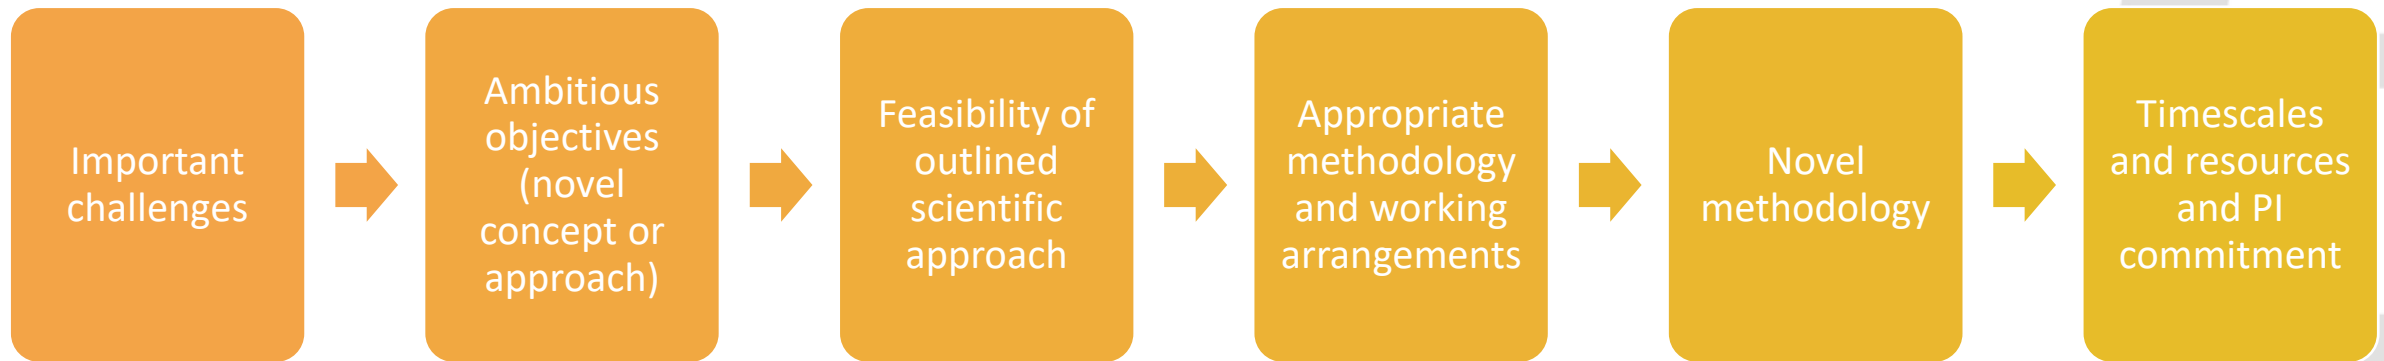 Important
challenges
Ambitious
objectives
(novel
concept or
approach)
Feasibility of
outlined
scientific
approach
Appropriate
methodology
and working
arrangements
Novel
methodology
Timescales
and resources
and PI
commitment